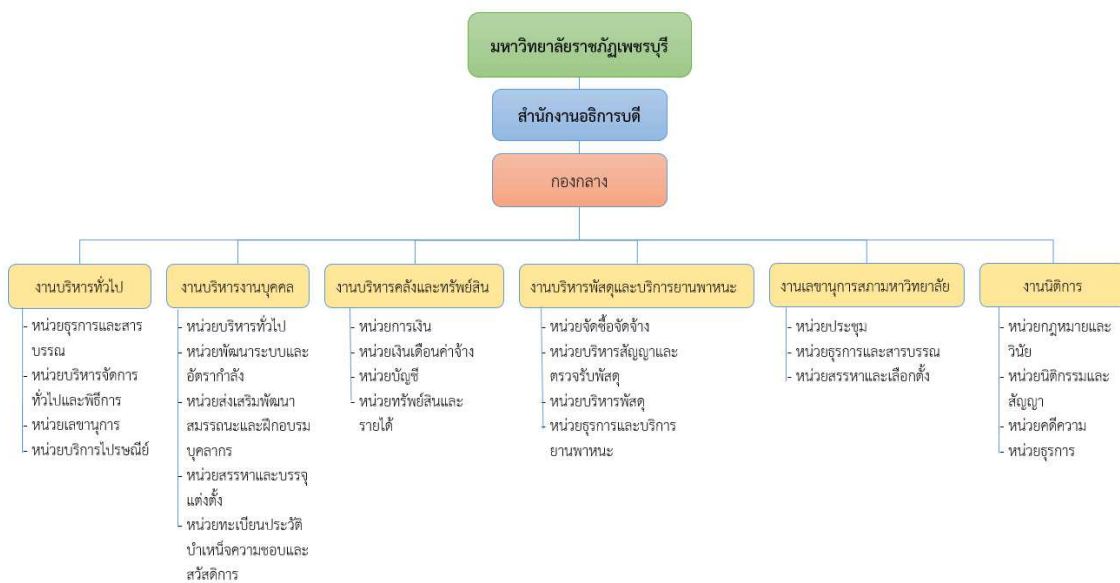 มหาวิทยาลัยราชภัฏเพชรบุรี
สำนักงานอธิการบดี
กองกลาง
งานบริหารทั่วไป
- หน่วยธุรการและสาร
บรรณ
- หน่วยบริหารจัดการ
ทั่วไปและพิธีการ
- หน่วยเลขานุการ
- หน่วยบริการไปรษณีย์
งานบริหารงานบุคคล
- หน่วยบริหารทั่วไป
- หน่วยพัฒนาระบบและ
อัตรากำลัง
- หน่วยส่งเสริมพัฒนา
สมรรถนะและฝึกอบรม
บุคลากร
- หน่วยสรรหาและบรรจุ
แต่งตั้ง
- หน่วยทะเบียนประวัติ
บำเหน็จความชอบและ
สวัสดิการ
งานบริหารคลังและทรัพย์สิน
- หน่วยการเงิน
- หน่วยเงินเดือนค่าจ้าง
- หน่วยบัญชี
- หน่วยทรัพย์สินและ
รายได้
งานบริหารพัสดุและบริการยานพาหนะ
- หน่วยจัดซื้อจัดจ้าง
- หน่วยบริหารสัญญาและ
ตรวจรับพัสดุ
- หน่วยบริหารพัสดุ
- หน่วยธุรการและบริการ
ยานพาหนะ
งานเลขานุการสภามหาวิทยาลัย
- หน่วยประชุม
- หน่วยธุรการและสารบรรณ
- หน่วยสรรหาและเลือกตั้ง
งานนิติการ
- หน่วยกฎหมายและ
วินัย
- หน่วยนิติกรรมและ
สัญญา
- หน่วยคดีความ
- หน่วยธุรการ